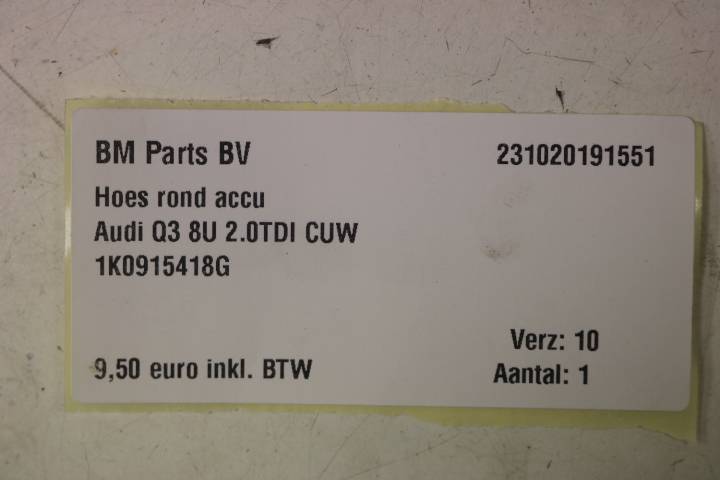 BM Parts BV 231020191551
Hoes rond accu
Audi Q3 8U 2.0TDI CUW
1K0915418G
Verz: 10
9,50 euro inkl. BTW Aantal: 1